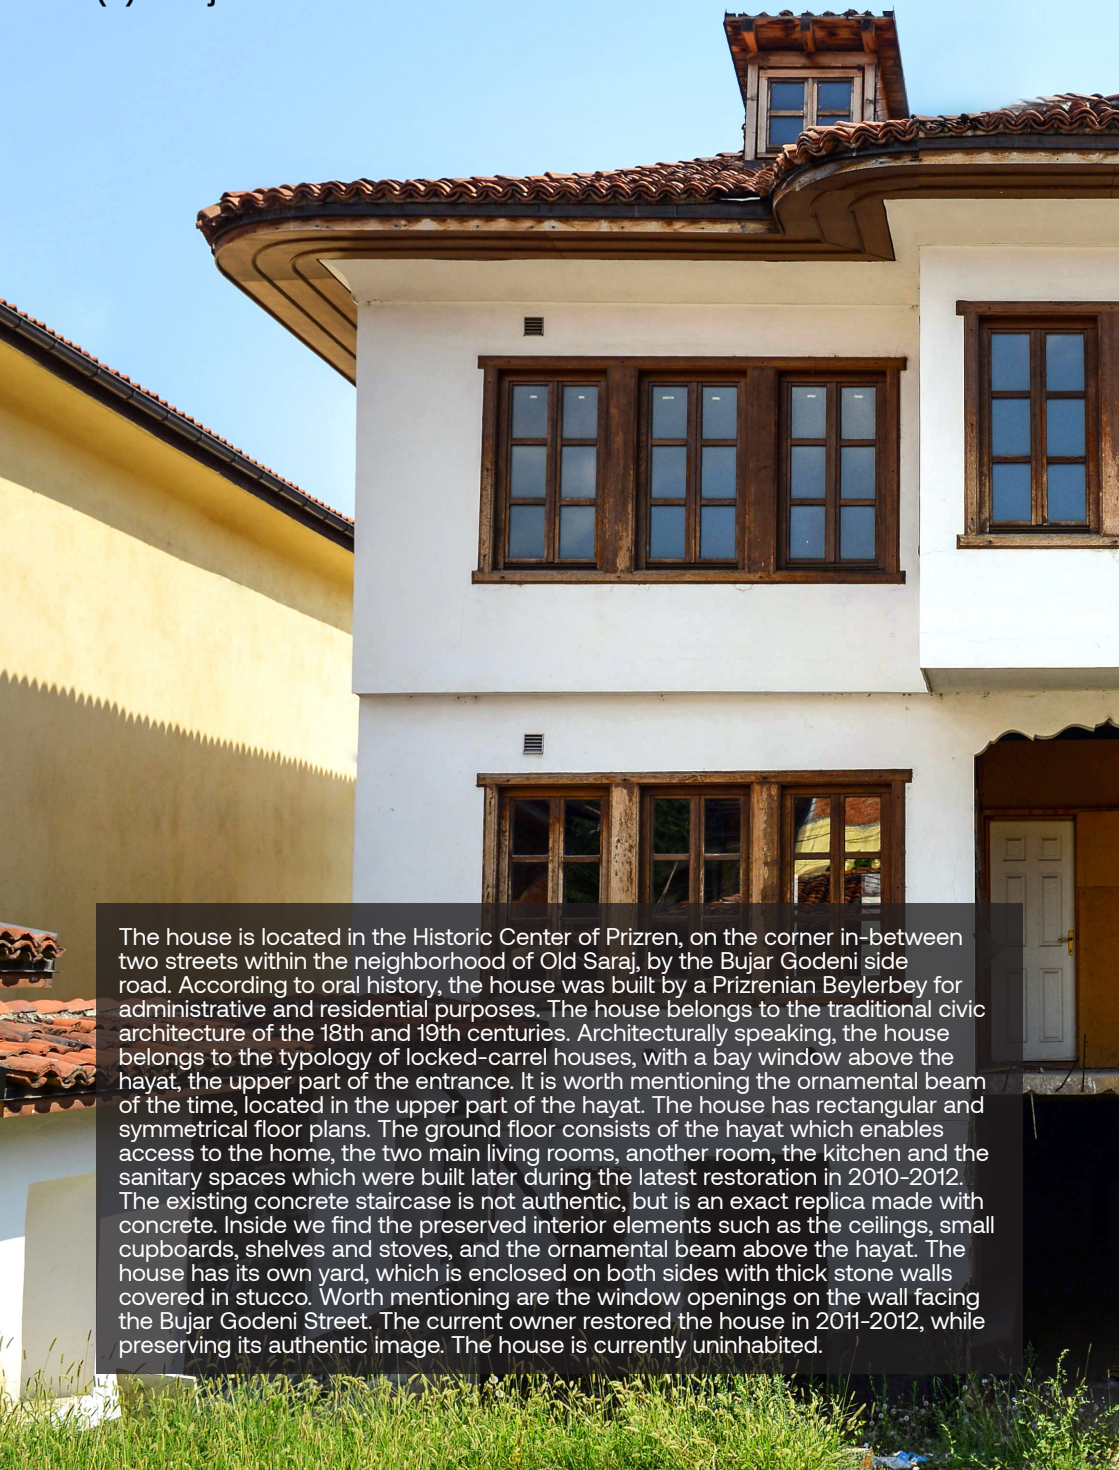 The house is located in the Historic Center of Prizren, on the corner in-between
two streets within the neighborhood of Old Saraj, by the Bujar Godeni side
road. According to oral history, the house was built by a Prizrenian Beylerbey for
administrative and residential purposes. The house belongs to the traditional civic
architecture of the 18th and 19th centuries. Architecturally speaking, the house
belongs to the typology of locked-carrel houses, with a bay window above the
hayat, the upper part of the entrance. It is worth mentioning the ornamental beam
of the time, located in the upper part of the hayat. The house has rectangular and
symmetrical floor plans. The ground floor consists of the hayat which enables
access to the home, the two main living rooms, another room, the kitchen and the
sanitary spaces which were built later during the latest restoration in 2010-2012.
The existing concrete staircase is not authentic, but is an exact replica made with
concrete. Inside we find the preserved interior elements such as the ceilings, small
cupboards, shelves and stoves, and the ornamental beam above the hayat. The
house has its own yard, which is enclosed on both sides with thick stone walls
covered in stucco. Worth mentioning are the window openings on the wall facing
the Bujar Godeni Street. The current owner restored the house in 2011-2012, while
preserving its authentic image. The house is currently uninhabited.